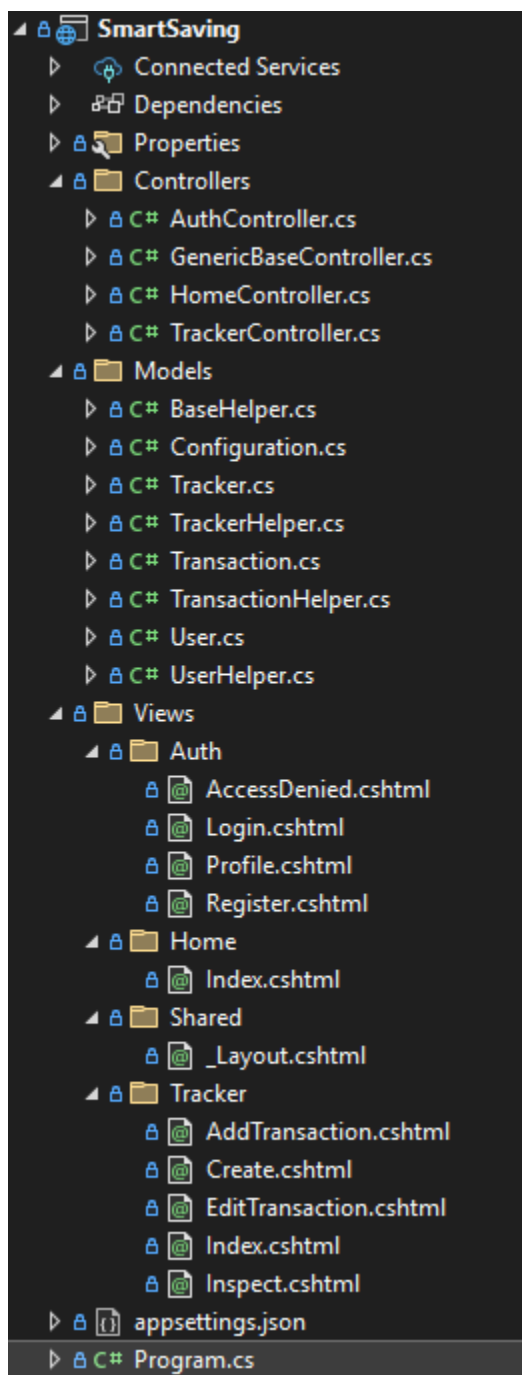 SmartSaving
Connected Services
Dependencies
Properties
Controllers
C# AuthController.cs
C# GenericBaseController.cs
C# HomeController.cs
C# TrackerController.cs
Models
C# BaseHelper.cs
C# Configuration.cs
C# Tracker.cs
C# TrackerHelper.cs
C# Transaction.cs
C# TransactionHelper.cs
C# User.cs
C# UserHelper.cs
Views
Auth
@ AccessDenied.cshtml
@ Login.cshtml
@ Profile.cshtml
@ Register.cshtml
Home
@ Index.cshtml
Shared
@ _Layout.cshtml
Tracker
@ AddTransaction.cshtml
@ Create.cshtml
@ EditTransaction.cshtml
@ Index.cshtml
@ Inspect.cshtml
appsettings.json
C# Program.cs